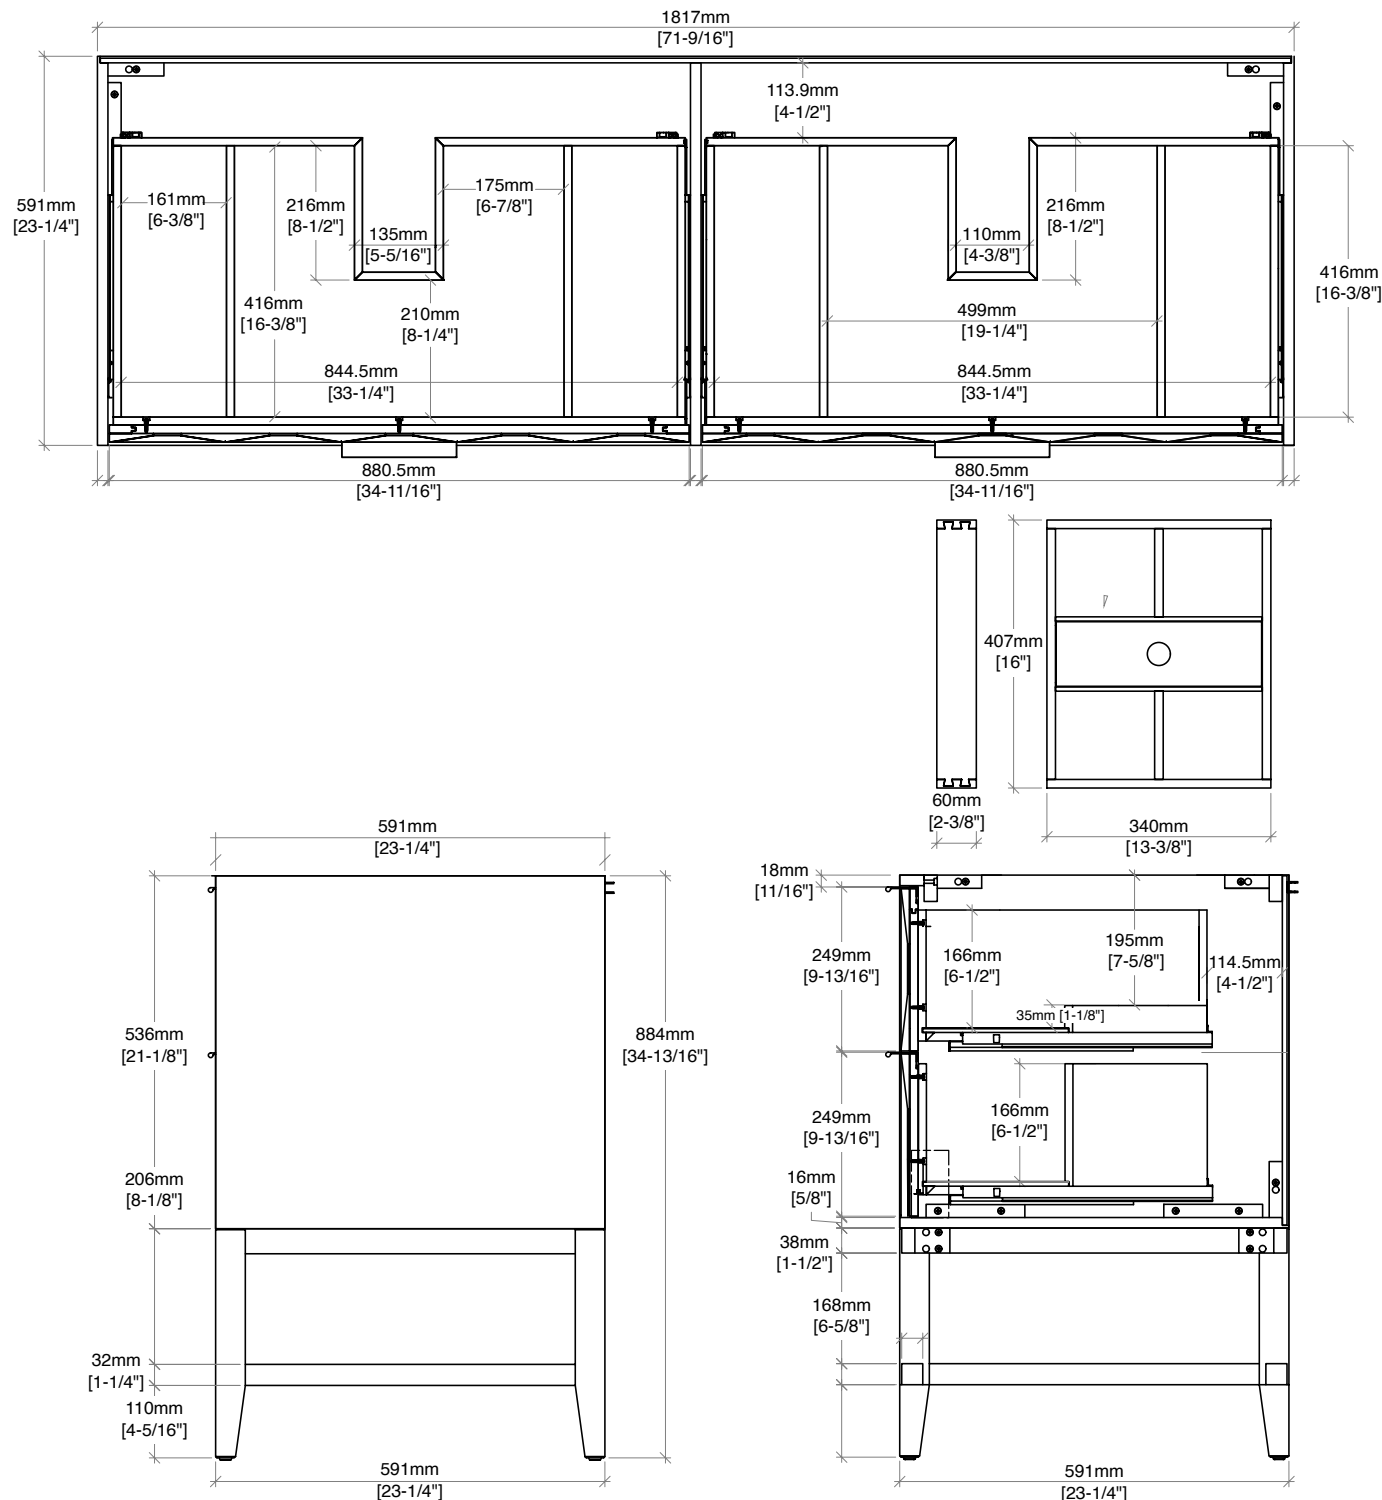 1817mm
[71-9/16"]
113.9mm
[4-1/2"]
591mm
[23-1/4"]
161mm
[6-3/8"]
216mm
[8-1/2"]
175mm
[6-7/8"]
135mm
[5-5/16"]
110mm
[4-3/8"]
216mm
[8-1/2"]
416mm
[16-3/8"]
416mm
[16-3/8"]
210mm
[8-1/4"]
499mm
[19-1/4"]
844.5mm
[33-1/4"]
844.5mm
[33-1/4"]
880.5mm
[34-11/16"]
880.5mm
[34-11/16"]
407mm
[16"]
60mm
[2-3/8"]
340mm
[13-3/8"]
591mm
[23-1/4"]
536mm
[21-1/8"]
884mm
[34-13/16"]
206mm
[8-1/8"]
32mm
[1-1/4"]
110mm
[4-5/16"]
591mm
[23-1/4"]
18mm
[11/16"]
249mm
[9-13/16"]
166mm
[6-1/2"]
195mm
[7-5/8"]
114.5mm
[4-1/2"]
35mm [1-1/8"]
249mm
[9-13/16"]
166mm
[6-1/2"]
16mm
[5/8"]
38mm
[1-1/2"]
168mm
[6-5/8"]
591mm
[23-1/4"]